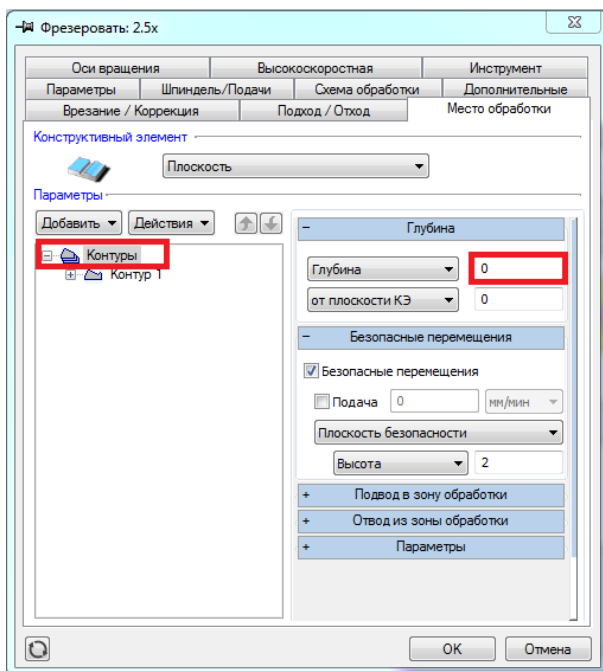 Фрезеровать: 2.5x
Оси вращения Высокоскоростная Инструмент
Параметры Шпиндель/Подачи Схема обработки Дополнительные
Врезание / Коррекция Подход / Отход Место обработки
Конструктивный элемент
Плоскость
Параметры
Добавить Действия
Контуры
Контур 1
- Глубина
Глубина 0
от плоскости КЭ 0
- Безопасные перемещения
Безопасные перемещения
Подача 0 мм/мин
Плоскость безопасности
Высота 2
+ Подвод в зону обработки
+ Отвод из зоны обработки
+ Параметры
OK Отмена